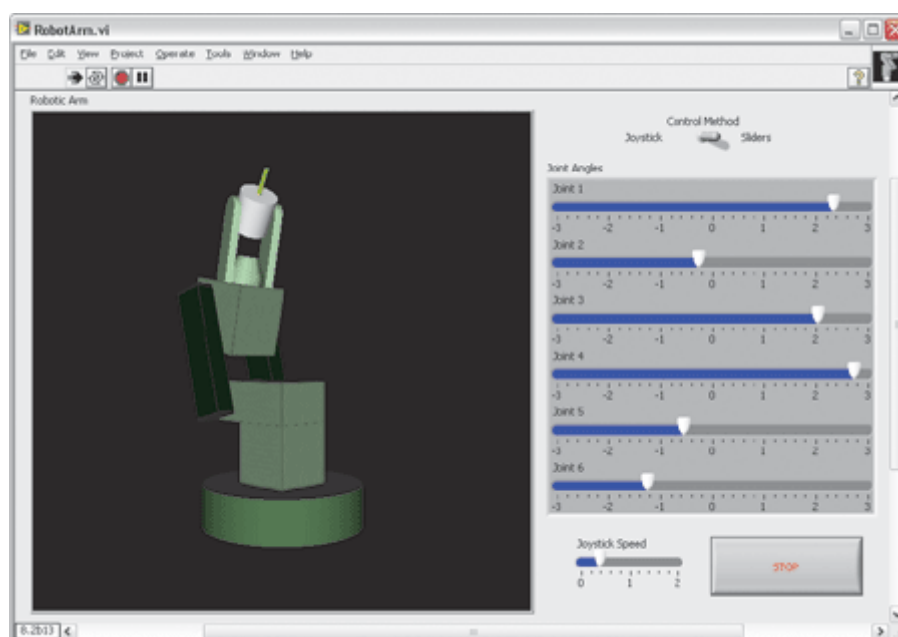 RobotArm.vi
File Edit View Project Operate Tools Window Help
?
Robotic Arm
Control Method
Joystick Sliders
Joint Angles
Joint 1
-3 -2 -1 0 1 2 3
Joint 2
-3 -2 -1 0 1 2 3
Joint 3
-3 -2 -1 0 1 2 3
Joint 4
-3 -2 -1 0 1 2 3
Joint 5
-3 -2 -1 0 1 2 3
Joint 6
-3 -2 -1 0 1 2 3
Joystick Speed
0 1 2
STOP
8.2b13